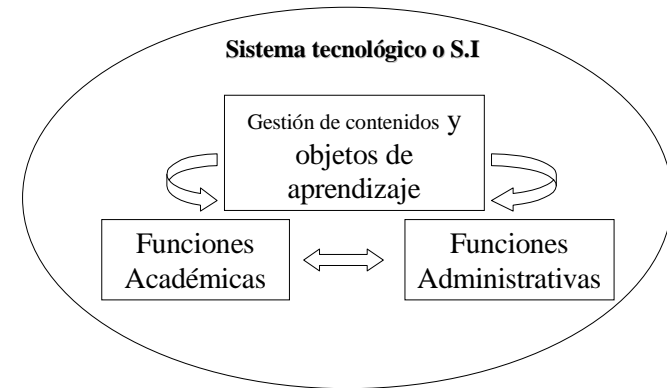 Sistema tecnológico o S.I
Gestión de contenidos y
objetos de
aprendizaje
Funciones
Académicas
Funciones
Administrativas